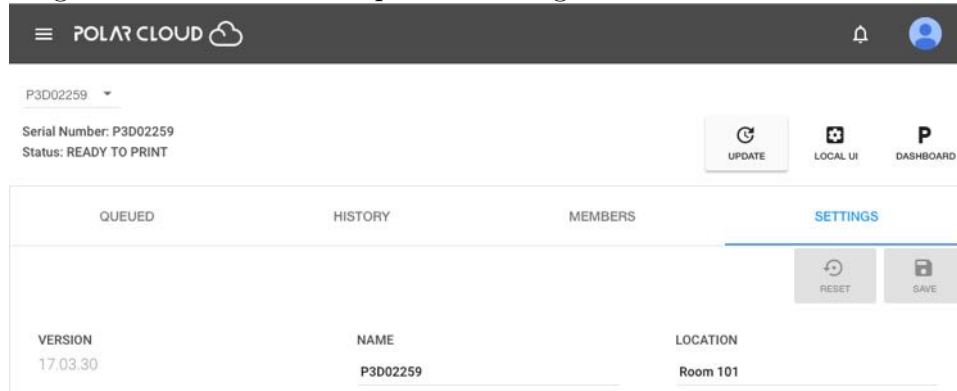 POLAR CLOUD
P3D02259
Serial Number: P3D02259
Status: READY TO PRINT
UPDATE LOCAL UI DASHBOARD
QUEUED HISTORY MEMBERS SETTINGS
RESET SAVE
VERSION NAME LOCATION
17.03.30 P3D02259 Room 101